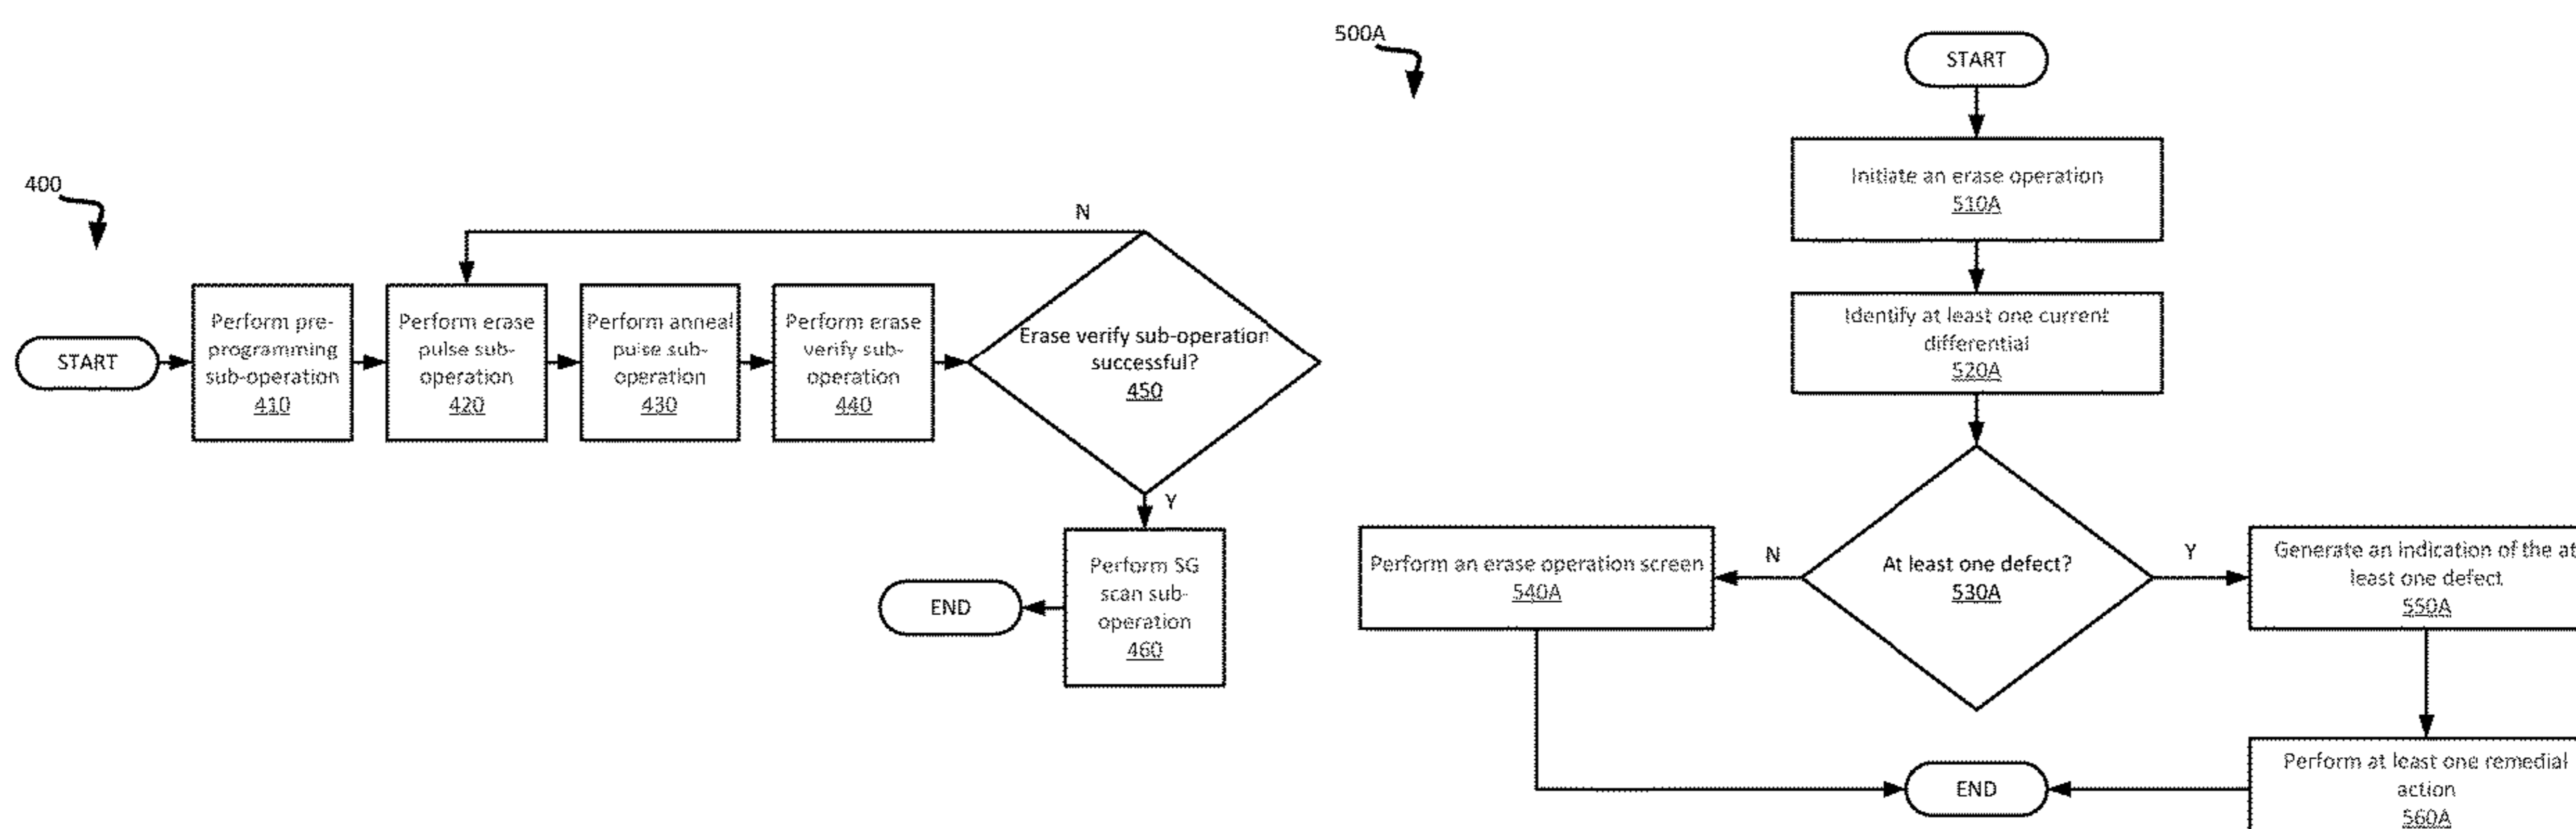 400
START
Perform pre-
programming
sub-operation
410
Perform erase
pulse sub-
operation
420
Perform anneal
pulse sub-
operation
430
Perform erase
verify sub-
operation
440
Erase verify sub-operation
successful?
450
N
Y
Perform SG
scan sub-
operation
460
END
500A
START
Initiate an erase operation
510A
Identify at least one current
differential
520A
At least one defect?
530A
N
Perform an erase operation screen
540A
Y
Generate an indication of the at
least one defect
550A
Perform at least one remedial
action
560A
END